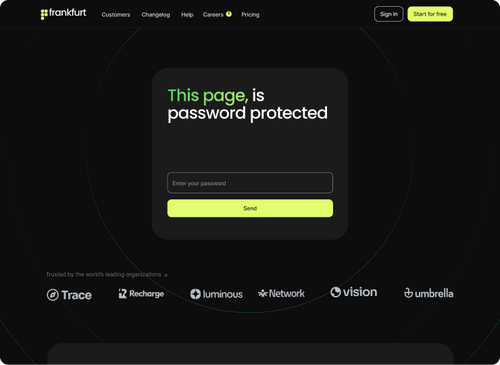 frankfurt
Customers Changelog Help Careers Pricing
Sign in Start for free
This page, is
password protected
Enter your password
Send
Trusted by the world's leading organizations ↘
Trace Recharge luminous Network vision umbrella